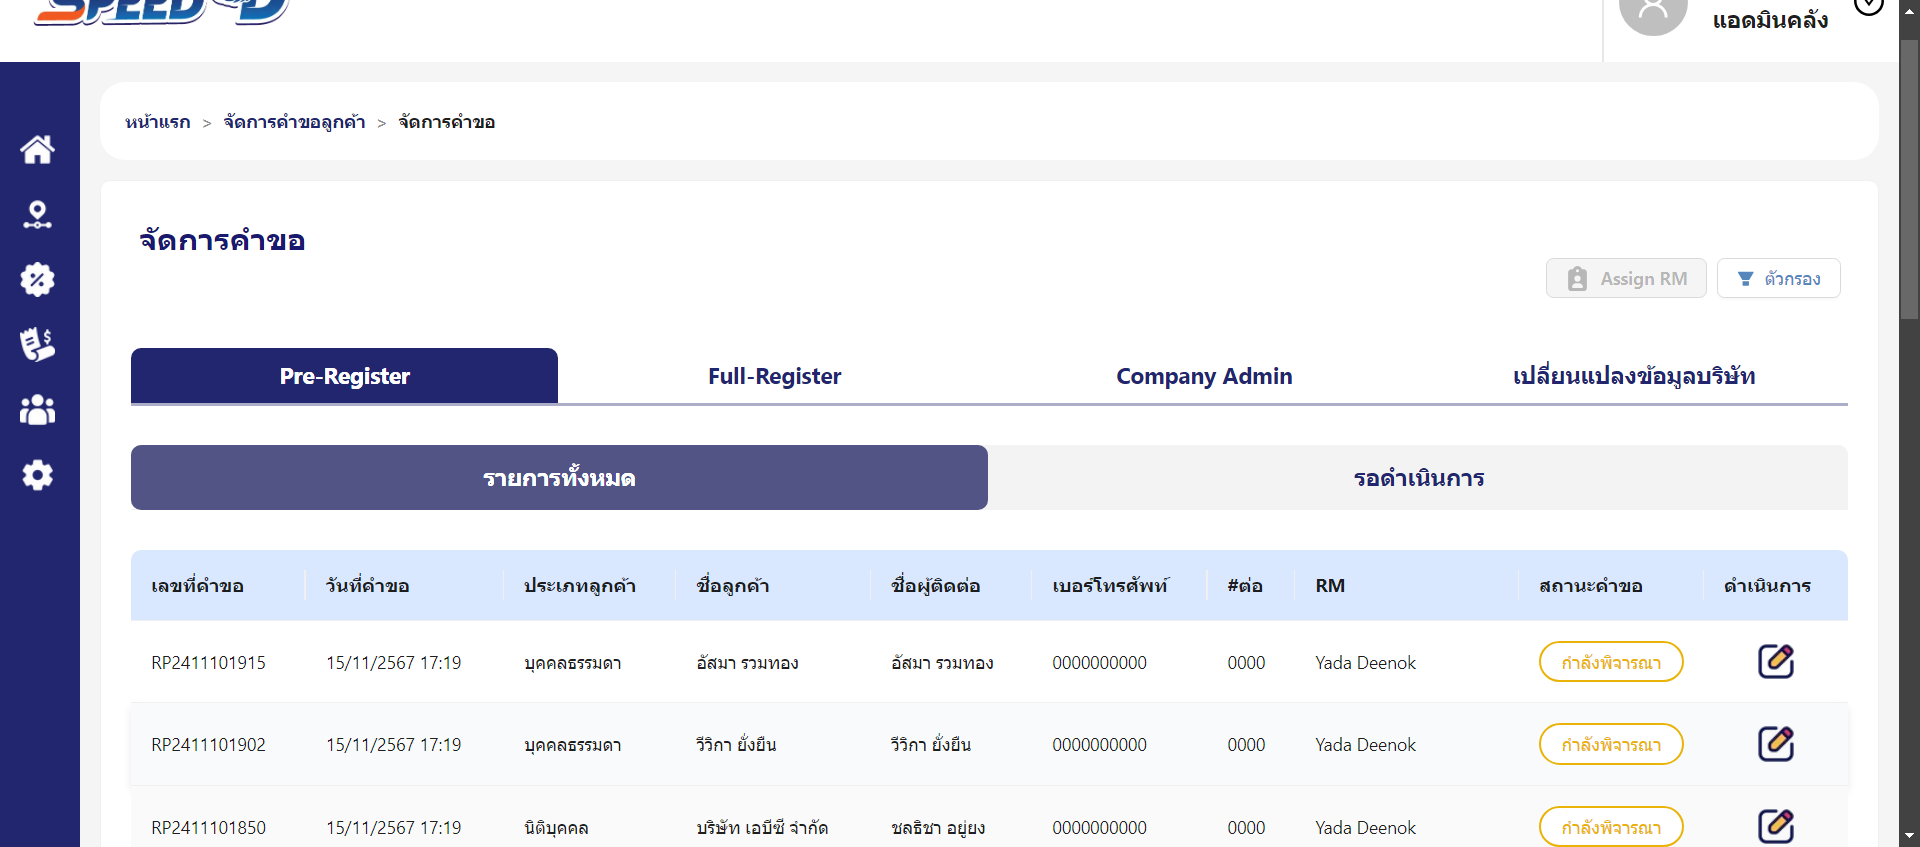 SPEED D
แอดมินคลัง
หน้าแรก > จัดการคำขอลูกค้า > จัดการคำขอ
จัดการคำขอ
Assign RM
ตัวกรอง
Pre-Register
Full-Register
Company Admin
เปลี่ยนแปลงข้อมูลบริษัท
รายการทั้งหมด
รอดำเนินการ
เลขที่คำขอ วันที่คำขอ ประเภทลูกค้า ชื่อลูกค้า ชื่อผู้ติดต่อ เบอร์โทรศัพท์ #ต่อ RM สถานะคำขอ ดำเนินการ
RP2411101915 15/11/2567 17:19 บุคคลธรรมดา อัสมา รวมทอง อัสมา รวมทอง 0000000000 0000 Yada Deenok กำลังพิจารณา
RP2411101902 15/11/2567 17:19 บุคคลธรรมดา วีวิกา ยั่งยืน วีวิกา ยั่งยืน 0000000000 0000 Yada Deenok กำลังพิจารณา
RP2411101850 15/11/2567 17:19 นิติบุคคล บริษัท เอบีซี จำกัด ชลธิชา อยู่ยง 0000000000 0000 Yada Deenok กำลังพิจารณา